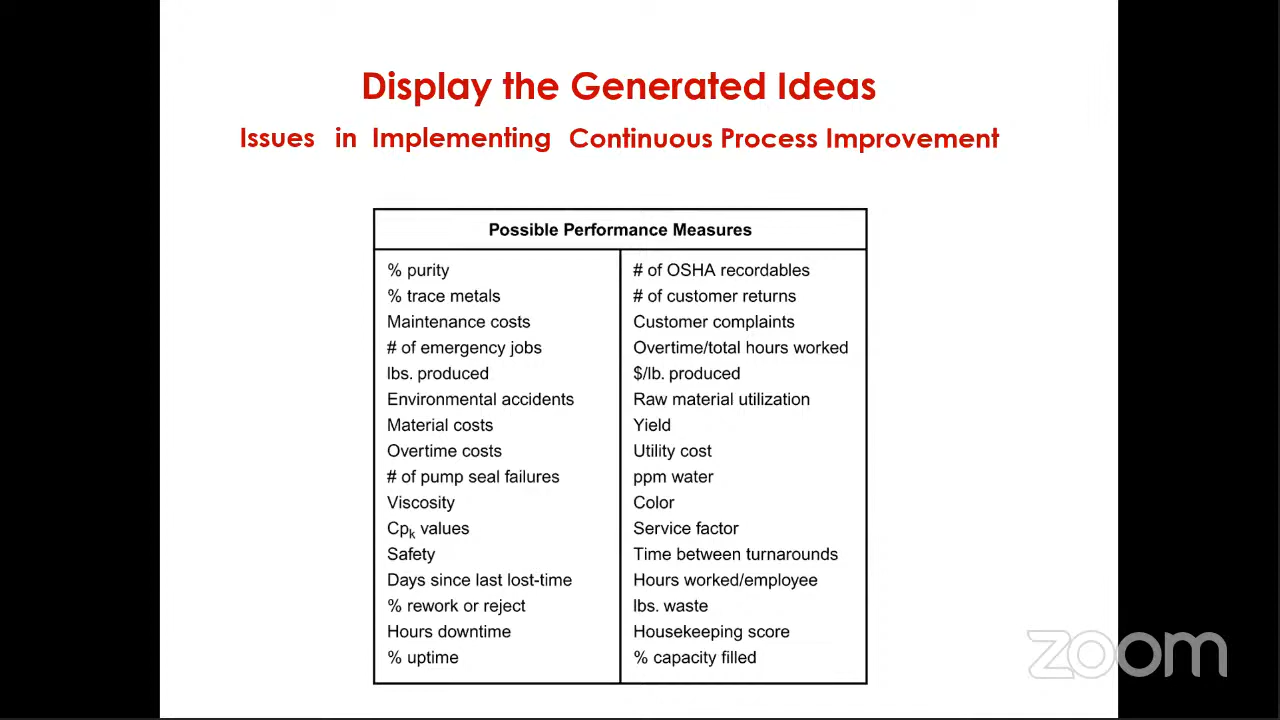 Display the Generated Ideas
Issues in Implementing Continuous Process Improvement
Possible Performance Measures
% purity
% trace metals
Maintenance costs
# of emergency jobs
lbs. produced
Environmental accidents
Material costs
Overtime costs
# of pump seal failures
Viscosity
Cpk values
Safety
Days since last lost-time
% rework or reject
Hours downtime
% uptime
# of OSHA recordables
# of customer returns
Customer complaints
Overtime/total hours worked
$/lb. produced
Raw material utilization
Yield
Utility cost
ppm water
Color
Service factor
Time between turnarounds
Hours worked/employee
lbs. waste
Housekeeping score
% capacity filled
zoom